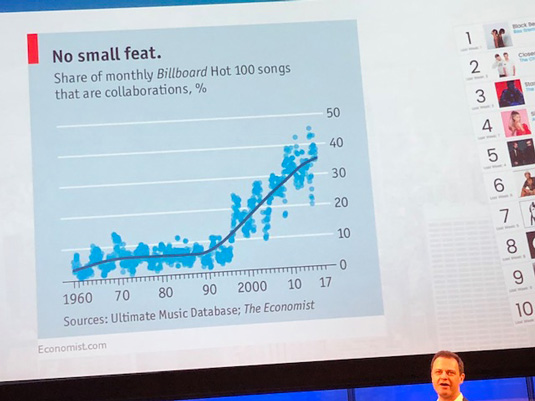 No small feat.
Share of monthly Billboard Hot 100 songs
that are collaborations, %
50
40
30
20
10
0
1960 70 80 90 2000 10 17
Sources: Ultimate Music Database; The Economist
Economist.com
1
2
3
4
5
6
7
8
9
10